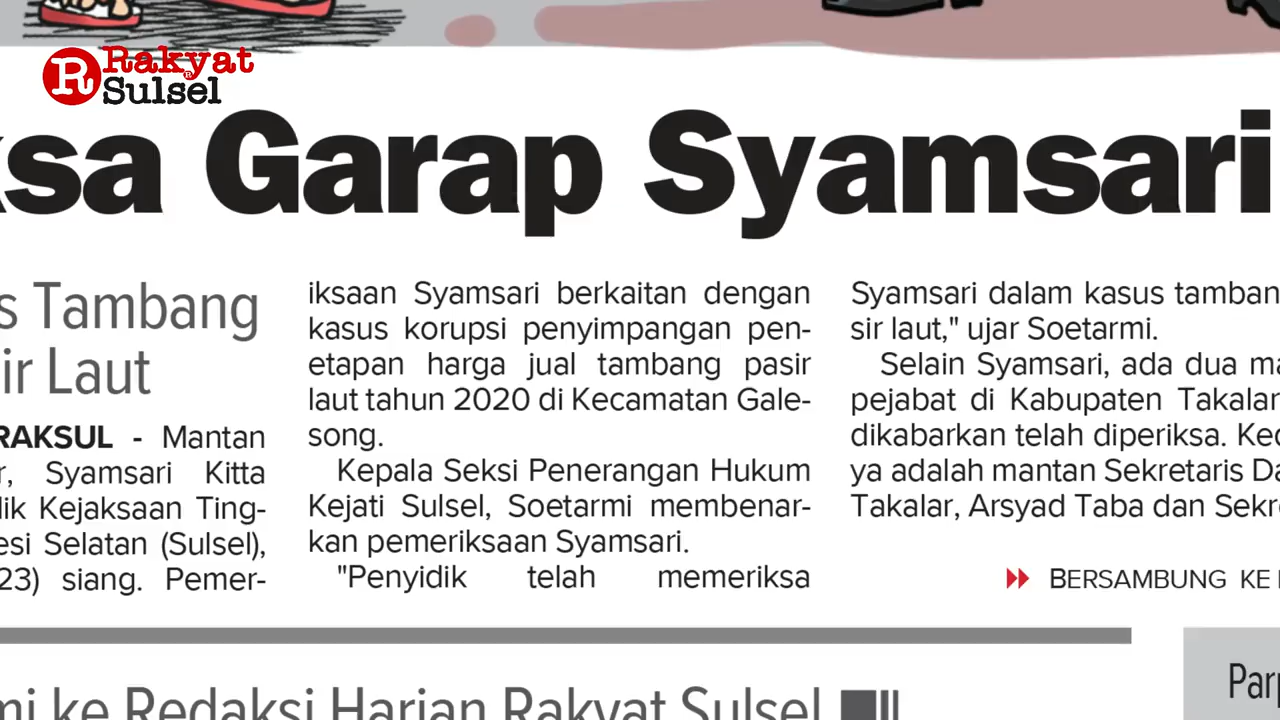 R Rakyat
Sulsel
ksa Garap Syamsari
s Tambang
ir Laut
RAKSUL - Mantan
r, Syamsari Kitta
dik Kejaksaan Ting-
esi Selatan (Sulsel),
23) siang. Pemer-
iksaan Syamsari berkaitan dengan
kasus korupsi penyimpangan pen-
etapan harga jual tambang pasir
laut tahun 2020 di Kecamatan Gale-
song.
Kepala Seksi Penerangan Hukum
Kejati Sulsel, Soetarmi membenar-
kan pemeriksaan Syamsari.
"Penyidik telah memeriksa
Syamsari dalam kasus tamban
sir laut," ujar Soetarmi.
Selain Syamsari, ada dua ma
pejabat di Kabupaten Takalar
dikabarkan telah diperiksa. Ked
ya adalah mantan Sekretaris Da
Takalar, Arsyad Taba dan Sekre
BERSAMBUNG KE
mi ke Redaksi Harian Rakyat Sulsel
Parp